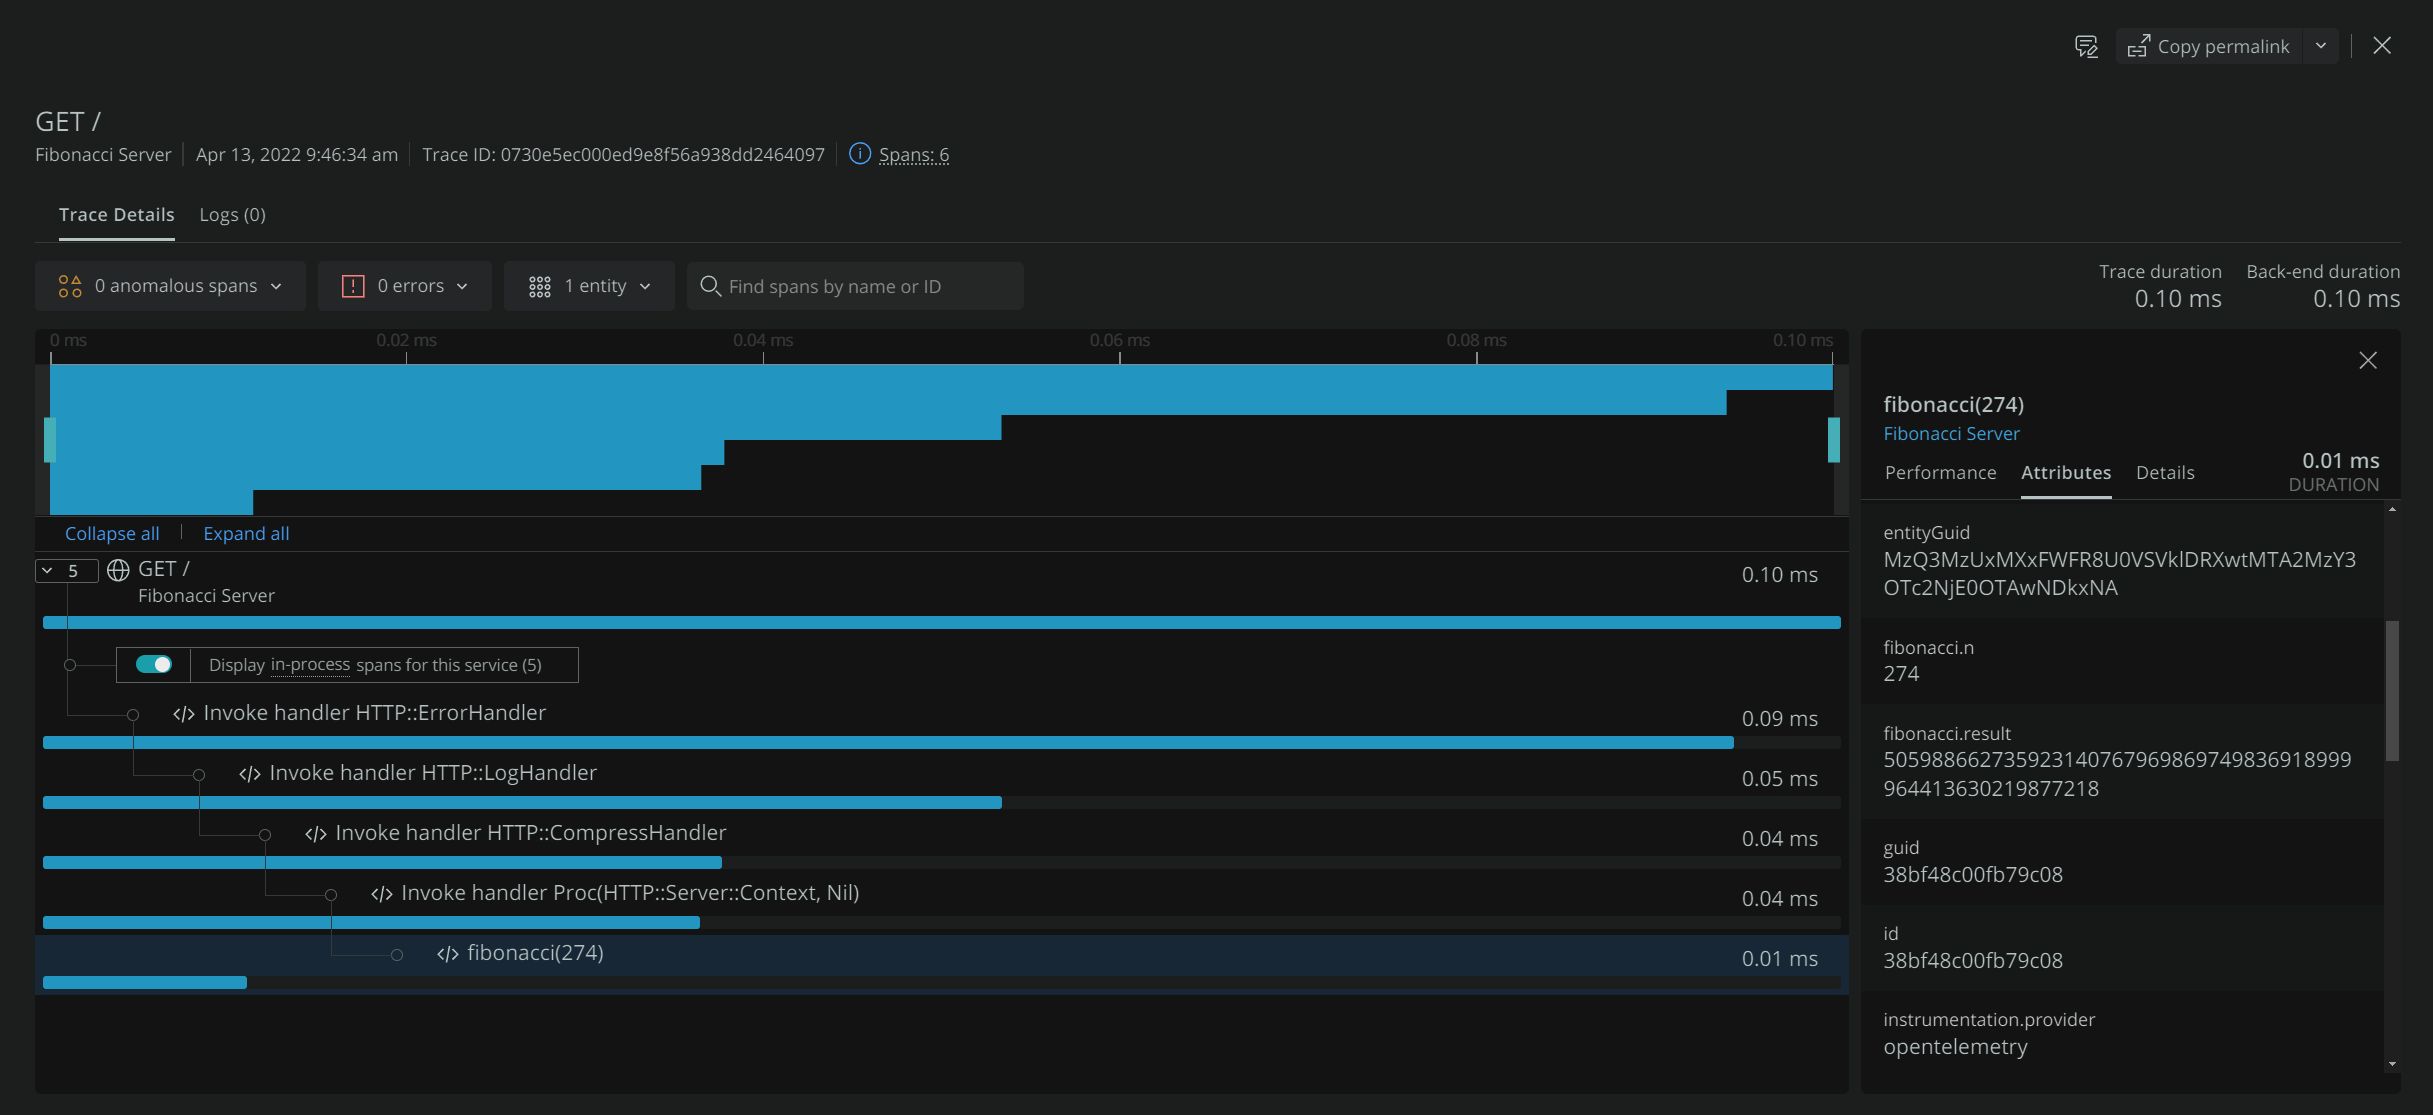 Copy permalink
GET /
Fibonacci Server
Apr 13, 2022 9:46:34 am
Trace ID: 0730e5ec000ed9e8f56a938dd2464097
Spans: 6
Trace Details
Logs (0)
0 anomalous spans
0 errors
1 entity
Find spans by name or ID
Trace duration
0.10 ms
Back-end duration
0.10 ms
0 ms
0.02 ms
0.04 ms
0.06 ms
0.08 ms
0.10 ms
Collapse all
Expand all
5
GET /
0.10 ms
Fibonacci Server
Display in-process spans for this service (5)
</> Invoke handler HTTP::ErrorHandler
0.09 ms
</> Invoke handler HTTP::LogHandler
0.05 ms
</> Invoke handler HTTP::CompressHandler
0.04 ms
</> Invoke handler Proc(HTTP::Server::Context, Nil)
0.04 ms
</> fibonacci(274)
0.01 ms
fibonacci(274)
Fibonacci Server
Performance
Attributes
Details
0.01 ms
DURATION
entityGuid
MzQ3MzUxMXxFWFR8U0VSVklDRXwtMTA2MzY3
OTc2NjE0OTAwNDkxNA
fibonacci.n
274
fibonacci.result
505988662735923140767969869749836918999
964413630219877218
guid
38bf48c00fb79c08
id
38bf48c00fb79c08
instrumentation.provider
opentelemetry